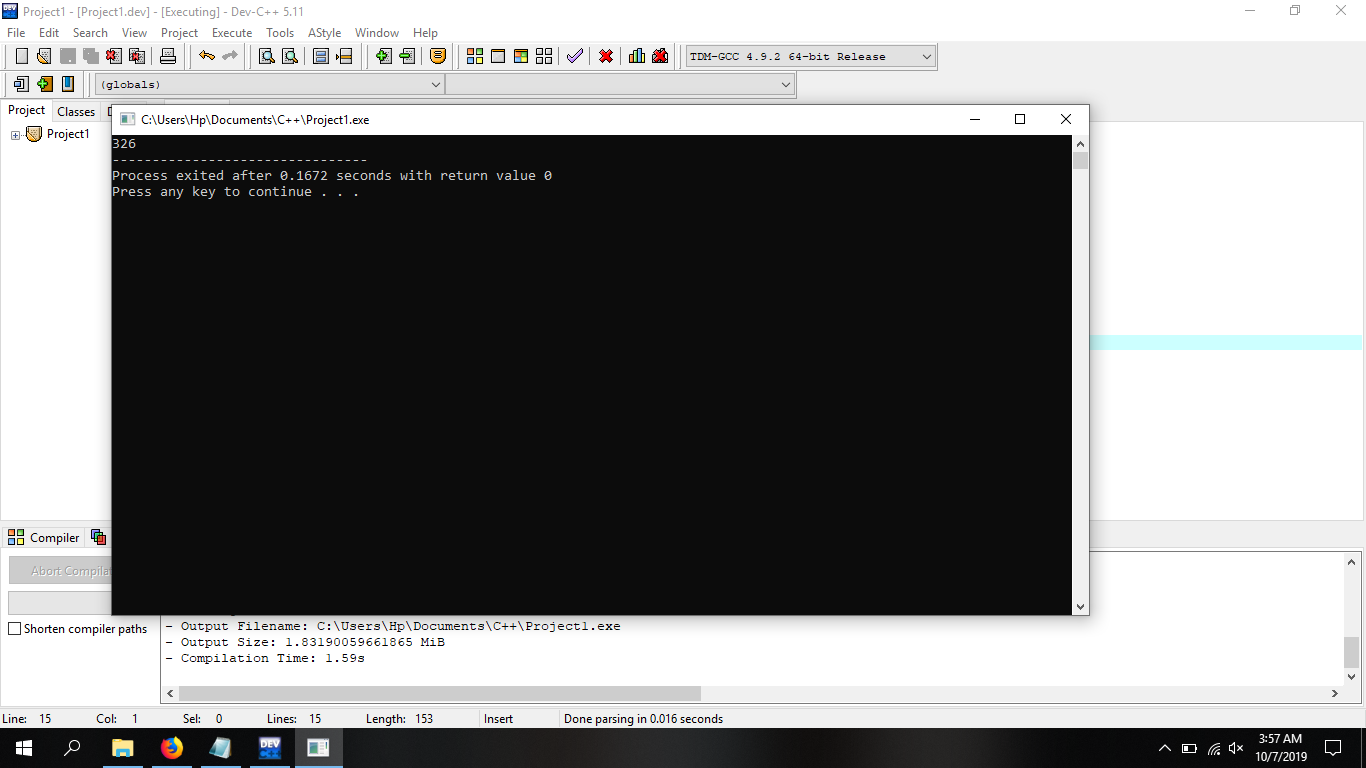 Project1 - [Project1.dev] - [Executing] - Dev-C++ 5.11
File Edit Search View Project Execute Tools AStyle Window Help
TDM-GCC 4.9.2 64-bit Release
(globals)
Project Classes
Project1
C:\Users\Hp\Documents\C++\Project1.exe
326
--------------------------------
Process exited after 0.1672 seconds with return value 0
Press any key to continue . . .
Compiler
Abort
Shorten compiler paths
- Output Filename: C:\Users\Hp\Documents\C++\Project1.exe
- Output Size: 1.83190059661865 MiB
- Compilation Time: 1.59s
Line: 15 Col: 1 Sel: 0 Lines: 15 Length: 153 Insert Done parsing in 0.016 seconds
DEV
3:57 AM
10/7/2019